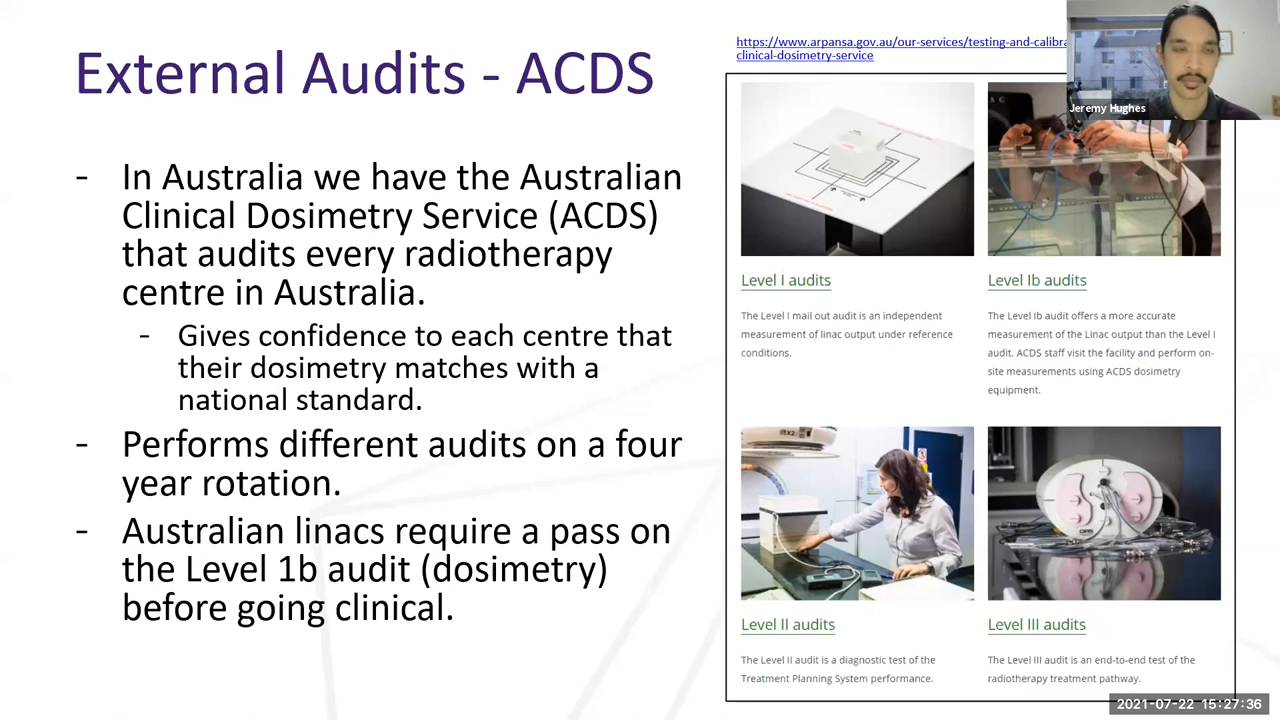 External Audits - ACDS
- In Australia we have the Australian
Clinical Dosimetry Service (ACDS)
that audits every radiotherapy
centre in Australia.
- Gives confidence to each centre that
their dosimetry matches with a
national standard.
- Performs different audits on a four
year rotation.
- Australian linacs require a pass on
the Level 1b audit (dosimetry)
before going clinical.
https://www.arpansa.gov.au/our-services/testing-and-calibra
clinical-dosimetry-service
Jeremy Hughes
Level I audits
The Level I mail out audit is an independent
measurement of linac output under reference
conditions.
Level Ib audits
The Level Ib audit offers a more accurate
measurement of the Linac output than the Level I
audit. ACDS staff visit the facility and perform on-
site measurements using ACDS dosimetry
equipment.
Level II audits
The Level II audit is a diagnostic test of the
Treatment Planning System performance.
Level III audits
The Level III audit is an end-to-end test of the
radiotherapy treatment pathway.
2021-07-22 15:27:36